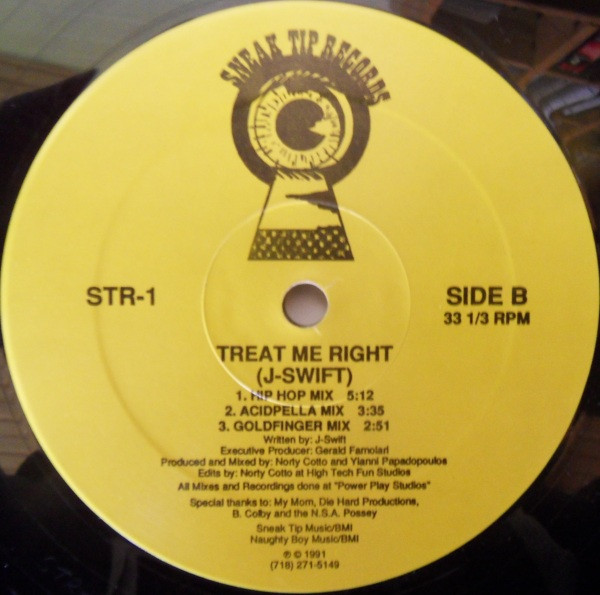 SNEAK TIP RECORDS
STR-1
SIDE B
33 1/3 RPM
TREAT ME RIGHT
(J-SWIFT)
1. HIP HOP MIX 5:12
2. ACIDPELLA MIX 3:35
3. GOLDFINGER MIX 2:51
Written by: J-Swift
Executive Producer: Gerald Famolari
Produced and Mixed by: Norty Cotto and Yianni Papadopoulos
Edits by: Norty Cotto at High Tech Fun Studios
All Mixes and Recordings done at "Power Play Studios"
Special thanks to: My Mom, Die Hard Productions,
B. Colby and the N.S.A. Possey
Sneak Tip Music/BMI
Naughty Boy Music/BMI
℗ © 1991
(718) 271-5149